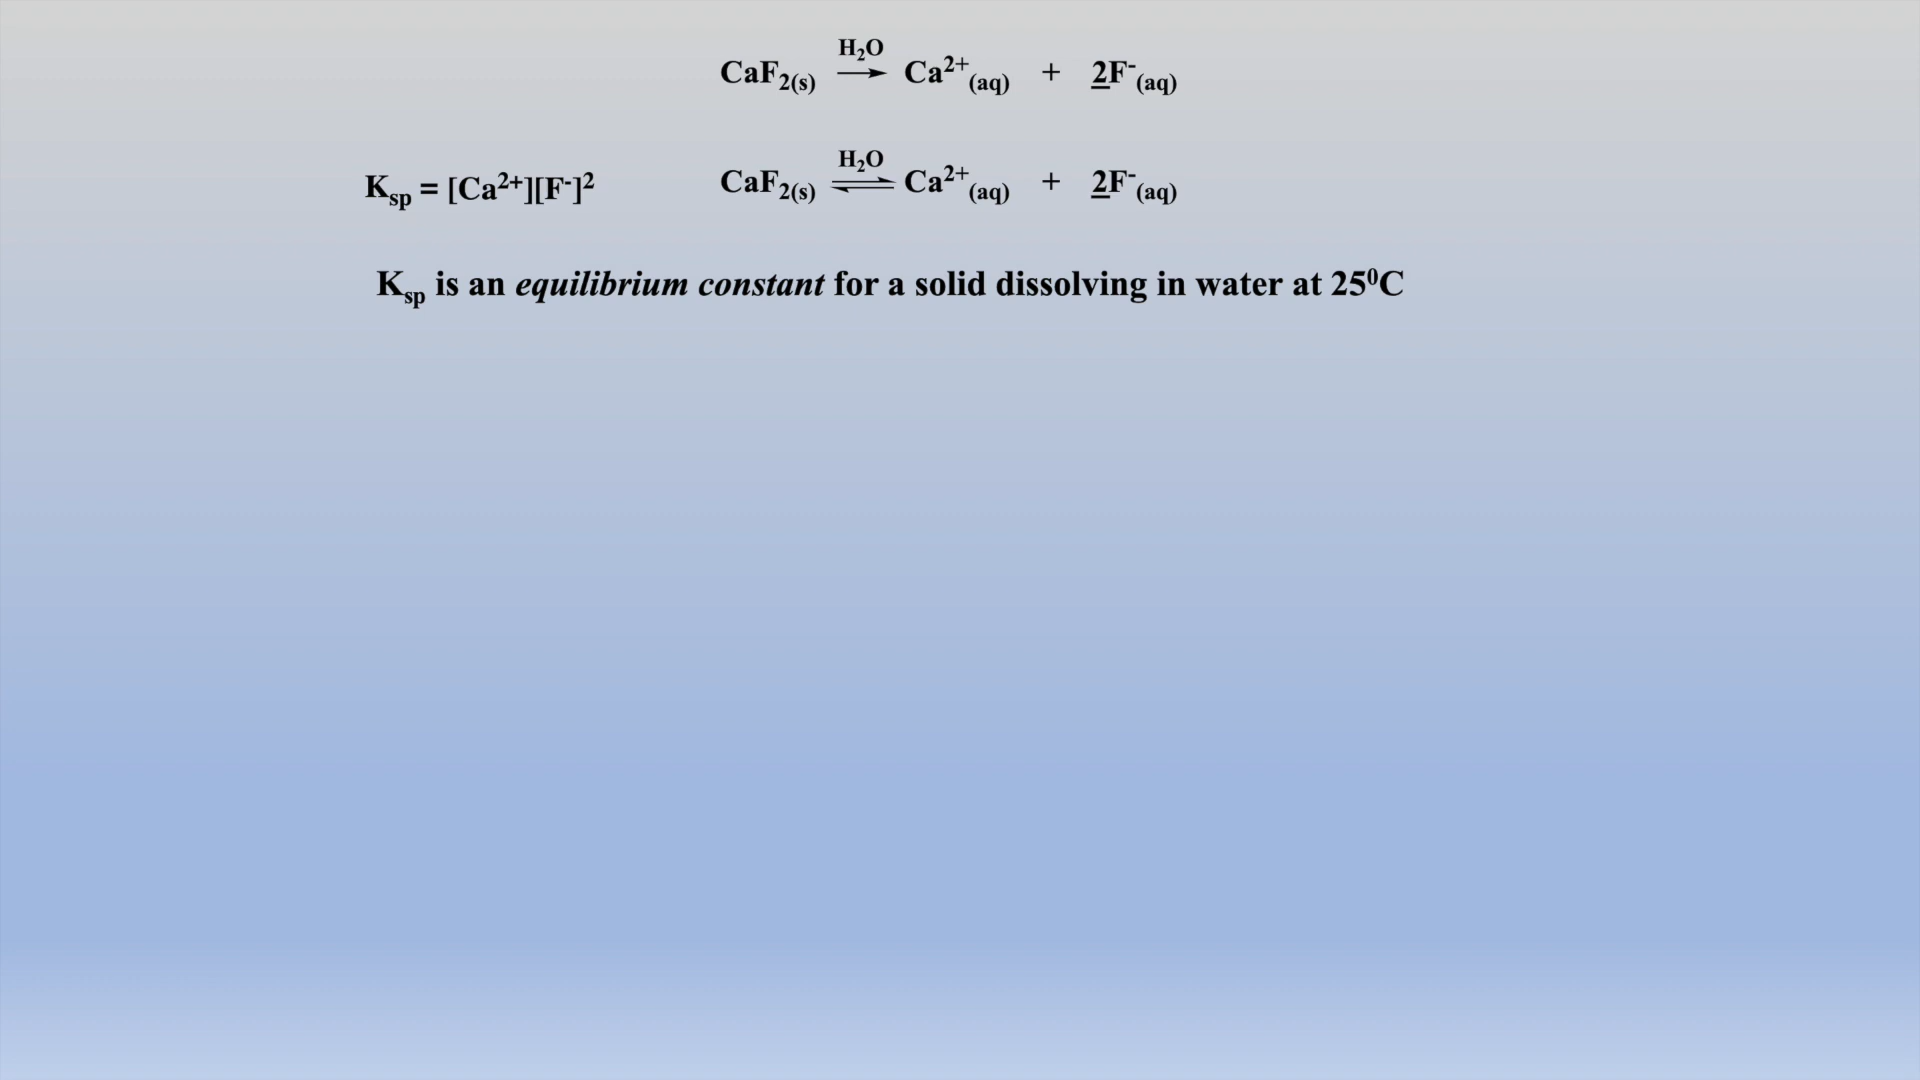 CaF₂₍ₛ₎ H₂O → Ca²⁺(aq) + 2F⁻(aq)
Kₛₚ = [Ca²⁺][F⁻]² CaF₂₍ₛ₎ H₂O ⇌ Ca²⁺(aq) + 2F⁻(aq)
Kₛₚ is an equilibrium constant for a solid dissolving in water at 25⁰C